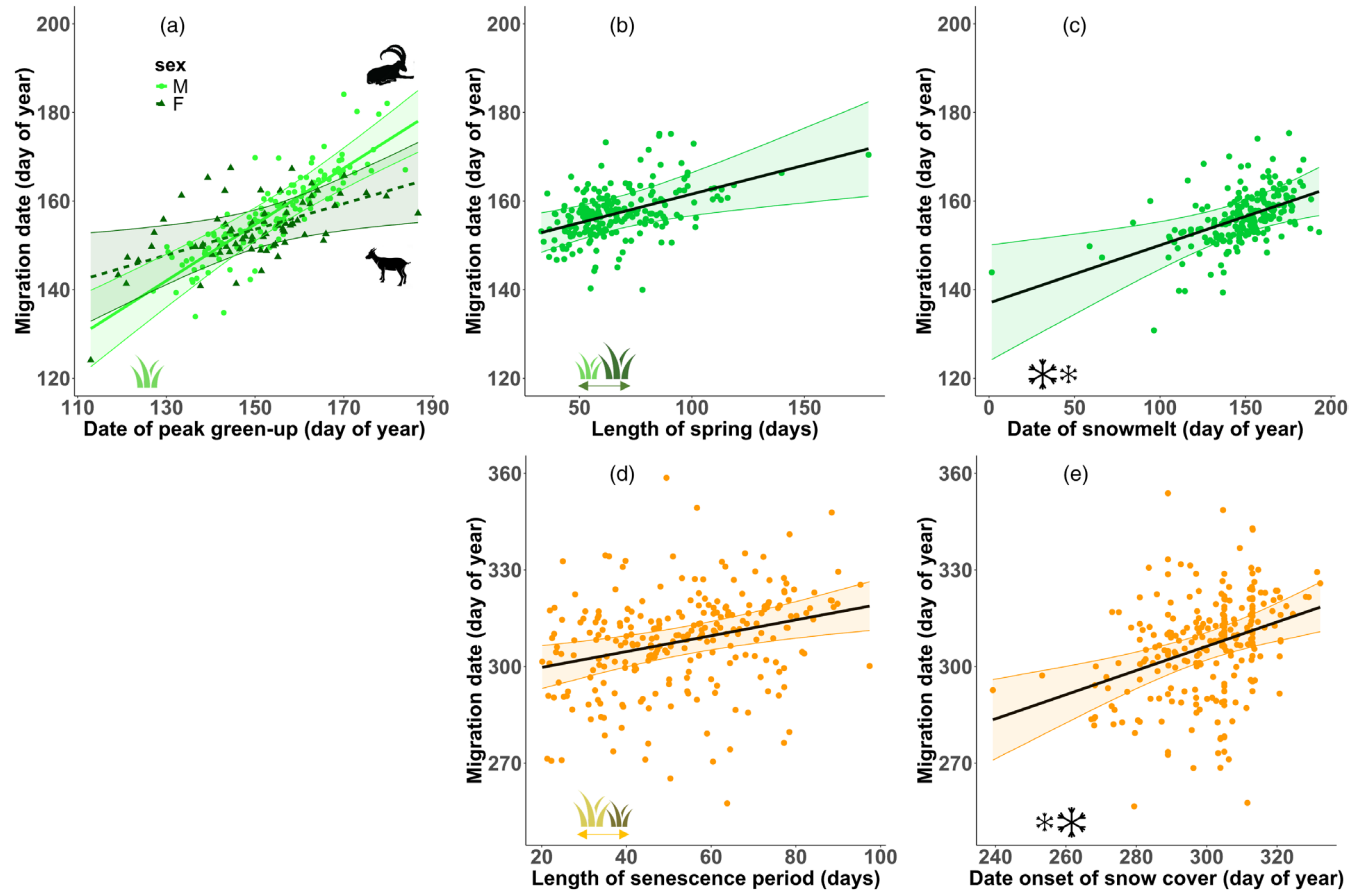 (a)
sex
M
F
200
180
160
140
120
Migration date (day of year)
110 130 150 170 190
Date of peak green-up (day of year)
(b)
200
180
160
140
120
Migration date (day of year)
50 100 150
Length of spring (days)
(c)
200
180
160
140
120
Migration date (day of year)
0 50 100 150 200
Date of snowmelt (day of year)
(d)
360
330
300
270
Migration date (day of year)
20 40 60 80 100
Length of senescence period (days)
(e)
360
330
300
270
Migration date (day of year)
240 260 280 300 320
Date onset of snow cover (day of year)